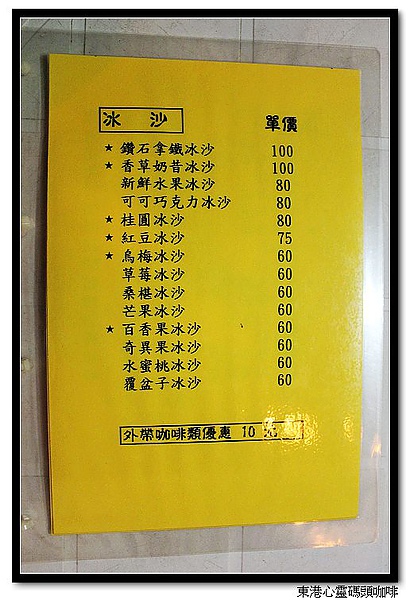 冰 沙 單價
★ 鑽石拿鐵冰沙 100
★ 香草奶昔冰沙 100
新鮮水果冰沙 80
可可巧克力冰沙 80
★ 桂圓冰沙 80
★ 紅豆冰沙 75
★ 烏梅冰沙 60
草莓冰沙 60
桑椹冰沙 60
芒果冰沙 60
★ 百香果冰沙 60
奇異果冰沙 60
水蜜桃冰沙 60
覆盆子冰沙 60
外帶咖啡類優惠 10 元
東港心靈碼頭咖啡